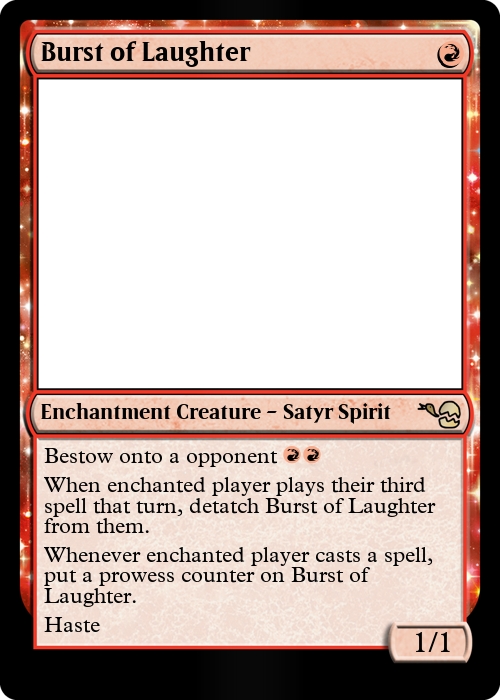 Burst of Laughter
Enchantment Creature – Satyr Spirit
Bestow onto a opponent
When enchanted player plays their third
spell that turn, detatch Burst of Laughter
from them.
Whenever enchanted player casts a spell,
put a prowess counter on Burst of
Laughter.
Haste
1/1